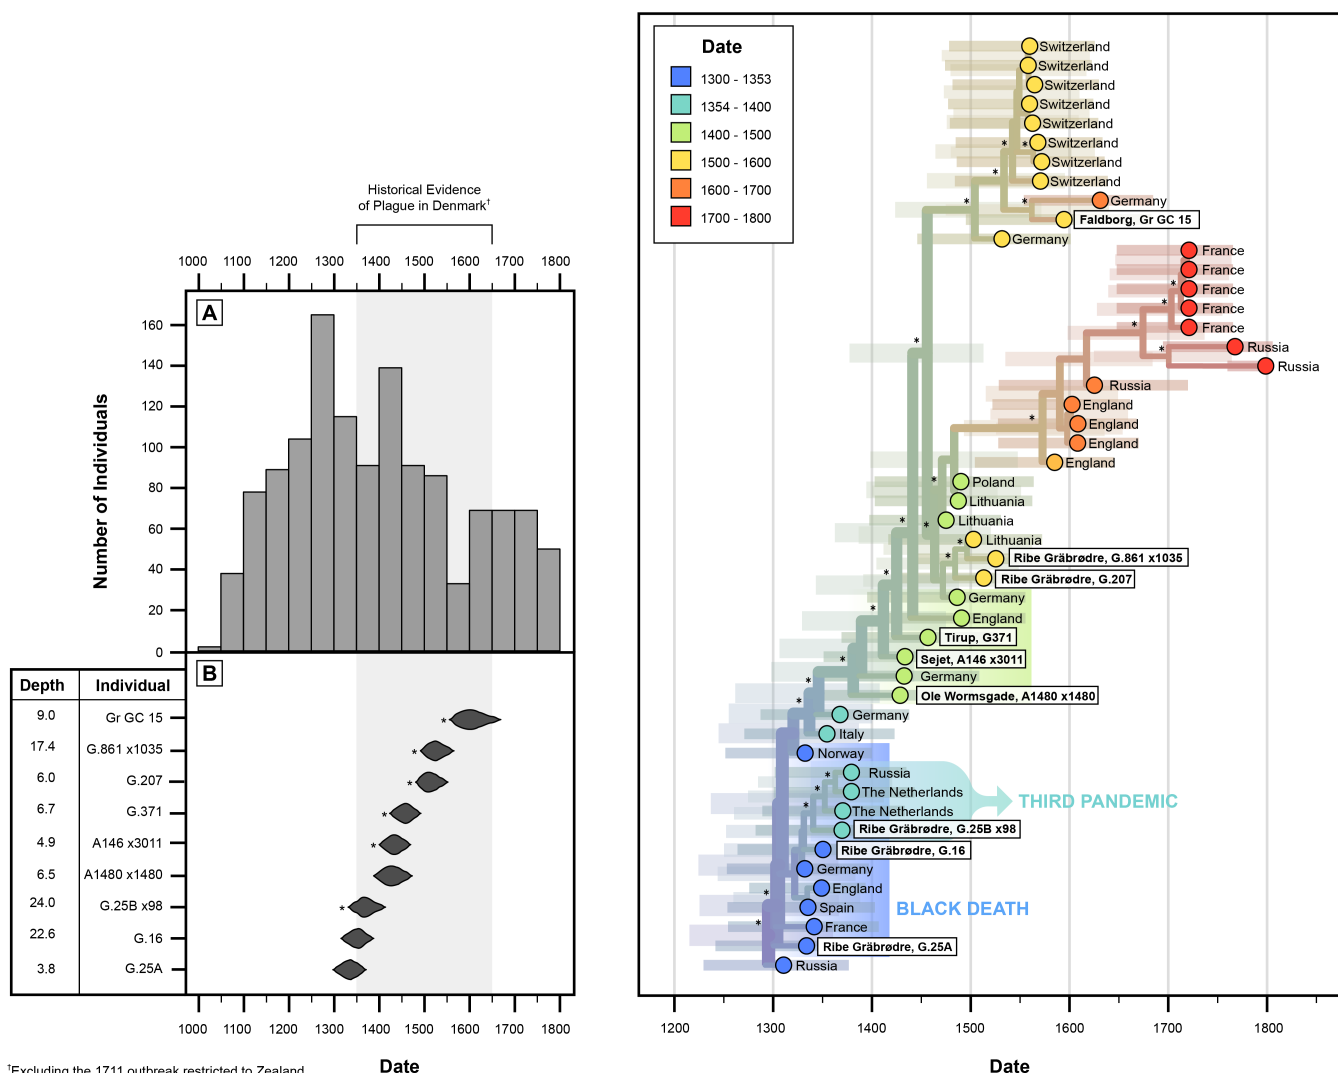 Historical Evidence
of Plague in Denmark†
1000 1100 1200 1300 1400 1500 1600 1700 1800
A
Number of Individuals
160
140
120
100
80
60
40
20
0
B
Depth Individual
9.0 Gr GC 15 *
17.4 G.861 x1035 *
6.0 G.207 *
6.7 G.371 *
4.9 A146 x3011 *
6.5 A1480 x1480
24.0 G.25B x98 *
22.6 G.16
3.8 G.25A
1000 1100 1200 1300 1400 1500 1600 1700 1800
Date
†Excluding the 1711 outbreak restricted to Zealand
Date
1300 - 1353
1354 - 1400
1400 - 1500
1500 - 1600
1600 - 1700
1700 - 1800
Switzerland
Switzerland
Switzerland
Switzerland
Switzerland
Switzerland
Switzerland
Switzerland
Germany
Faldborg, Gr GC 15
Germany
France
France
France
France
France
Russia
Russia
Russia
England
England
England
England
Poland
Lithuania
Lithuania
Lithuania
Ribe Gräbrødre, G.861 x1035
Ribe Gräbrødre, G.207
Germany
England
Tirup, G371
Sejet, A146 x3011
Germany
Ole Wormsgade, A1480 x1480
Germany
Italy
Norway
Russia
The Netherlands
THIRD PANDEMIC
The Netherlands
Ribe Gräbrødre, G.25B x98
Ribe Gräbrødre, G.16
Germany
England
Spain
BLACK DEATH
France
Ribe Gräbrødre, G.25A
Russia
1200 1300 1400 1500 1600 1700 1800
Date